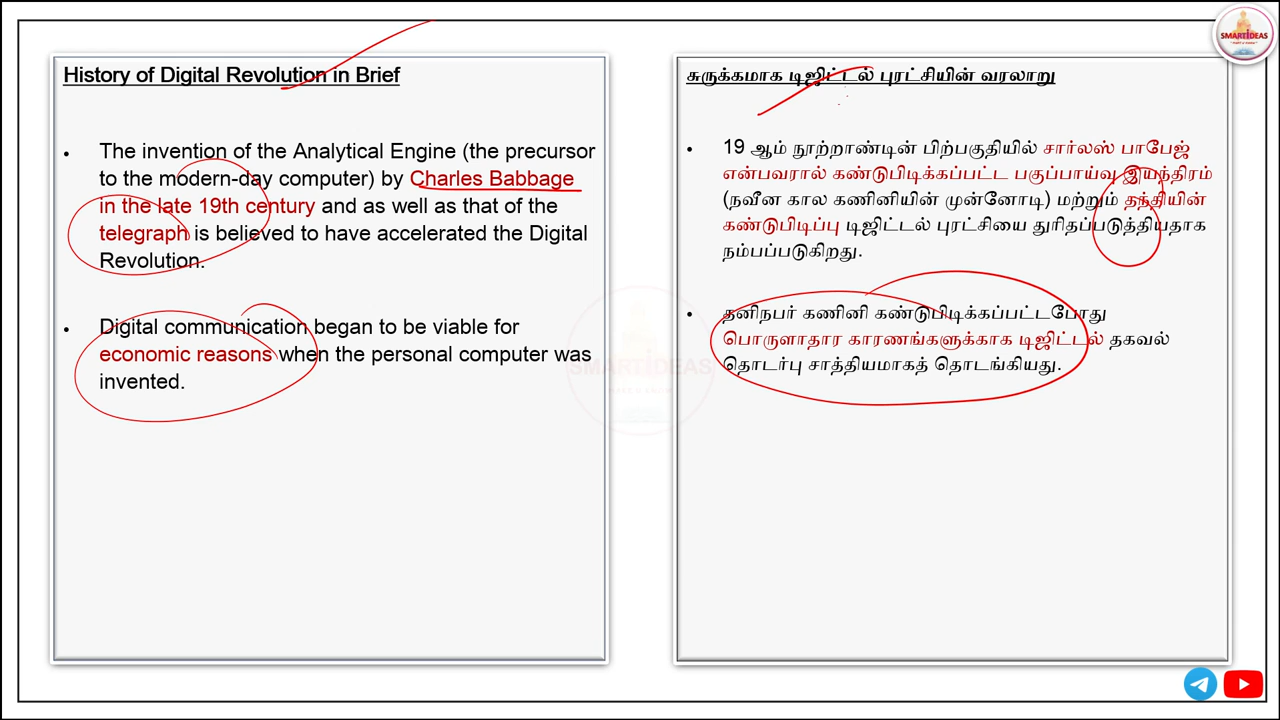 SMARTIDEAS
History of Digital Revolution in Brief
• The invention of the Analytical Engine (the precursor
to the modern-day computer) by Charles Babbage
in the late 19th century and as well as that of the
telegraph is believed to have accelerated the Digital
Revolution.
• Digital communication began to be viable for
economic reasons when the personal computer was
invented.
சுருக்கமாக டிஜிட்டல் புரட்சியின் வரலாறு
• 19 ஆம் நூற்றாண்டின் பிற்பகுதியில் சார்லஸ் பாபேஜ்
என்பவரால் கண்டுபிடிக்கப்பட்ட பகுப்பாய்வு இயந்திரம்
(நவீன கால கணினியின் முன்னோடி) மற்றும் தந்தியின்
கண்டுபிடிப்பு டிஜிட்டல் புரட்சியை துரிதப்படுத்தியதாக
நம்பப்படுகிறது.
• தனிநபர் கணினி கண்டுபிடிக்கப்பட்டபோது
பொருளாதார காரணங்களுக்காக டிஜிட்டல் தகவல்
தொடர்பு சாத்தியமாகத் தொடங்கியது.
SMARTIDEAS